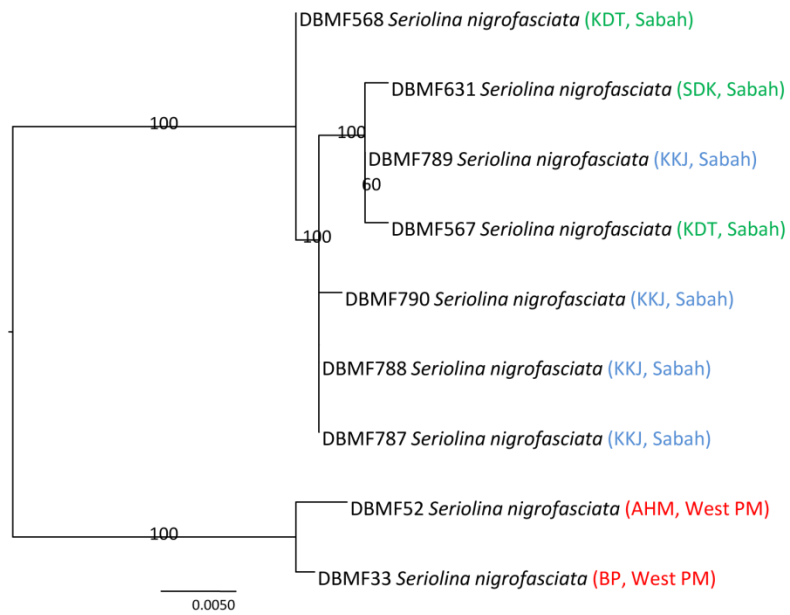 DBMF568 Seriolina nigrofasciata (KDT, Sabah)
DBMF631 Seriolina nigrofasciata (SDK, Sabah)
100
100
DBMF789 Seriolina nigrofasciata (KKJ, Sabah)
60
DBMF567 Seriolina nigrofasciata (KDT, Sabah)
100
DBMF790 Seriolina nigrofasciata (KKJ, Sabah)
DBMF788 Seriolina nigrofasciata (KKJ, Sabah)
DBMF787 Seriolina nigrofasciata (KKJ, Sabah)
DBMF52 Seriolina nigrofasciata (AHM, West PM)
100
DBMF33 Seriolina nigrofasciata (BP, West PM)
0.0050